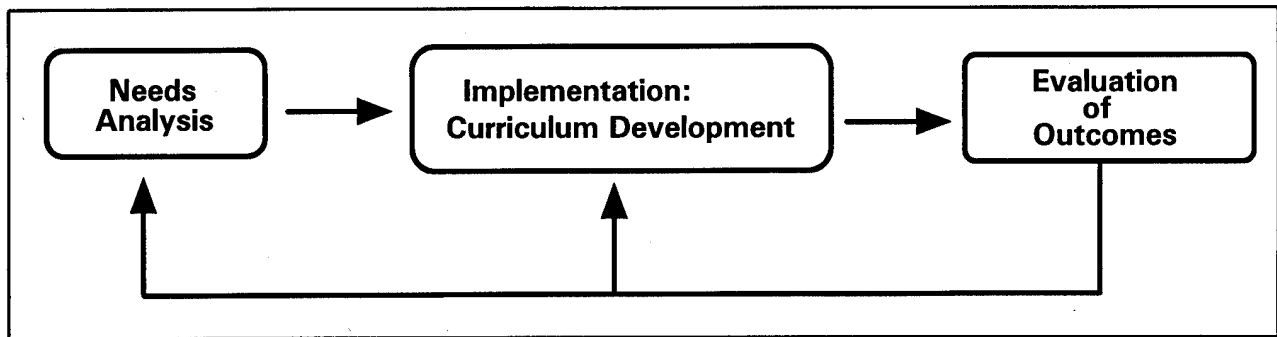 Needs
Analysis
Implementation:
Curriculum Development
Evaluation
of
Outcomes